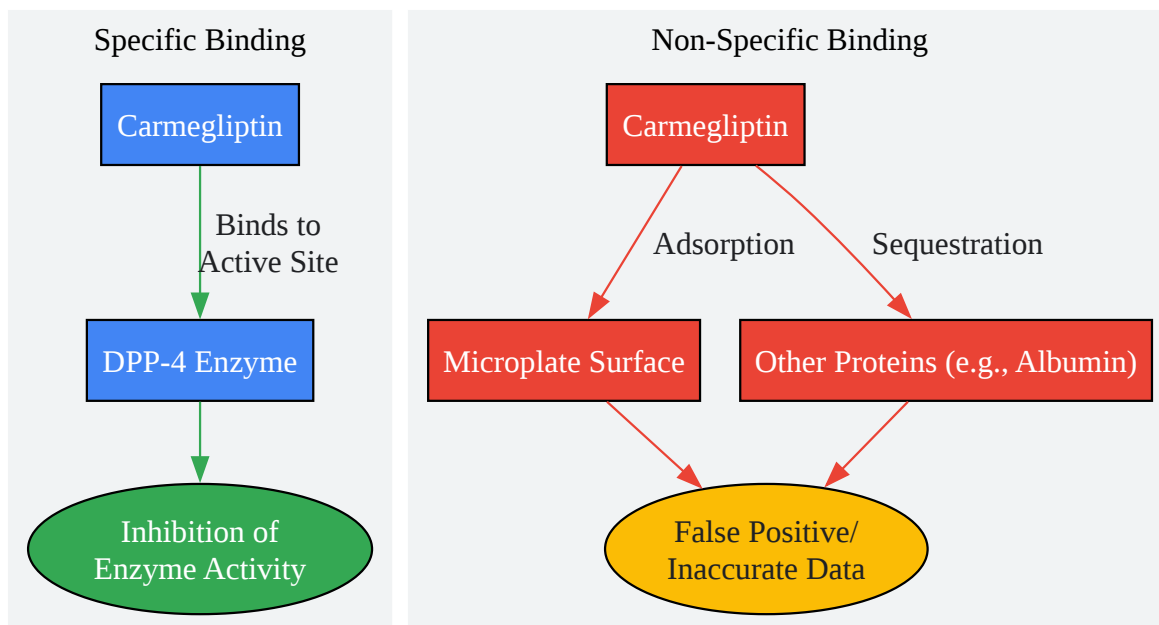 Specific Binding
Carmegliptin
Binds to
Active Site
DPP-4 Enzyme
Inhibition of
Enzyme Activity
Non-Specific Binding
Carmegliptin
Adsorption
Sequestration
Microplate Surface
Other Proteins (e.g., Albumin)
False Positive/
Inaccurate Data